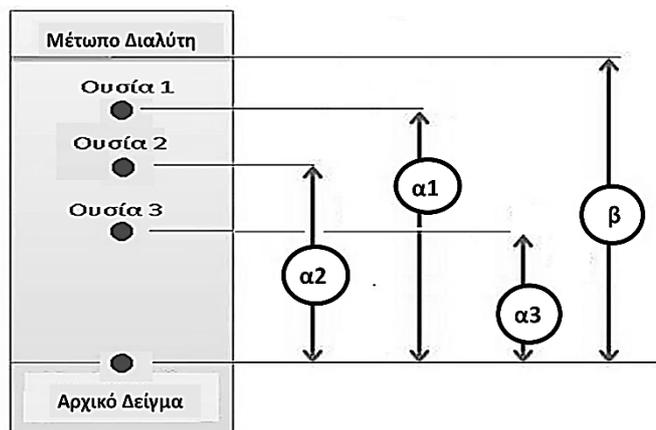 Μέτωπο Διαλύτη
Ουσία 1
Ουσία 2
Ουσία 3
α1
α2
α3
β
Αρχικό Δείγμα